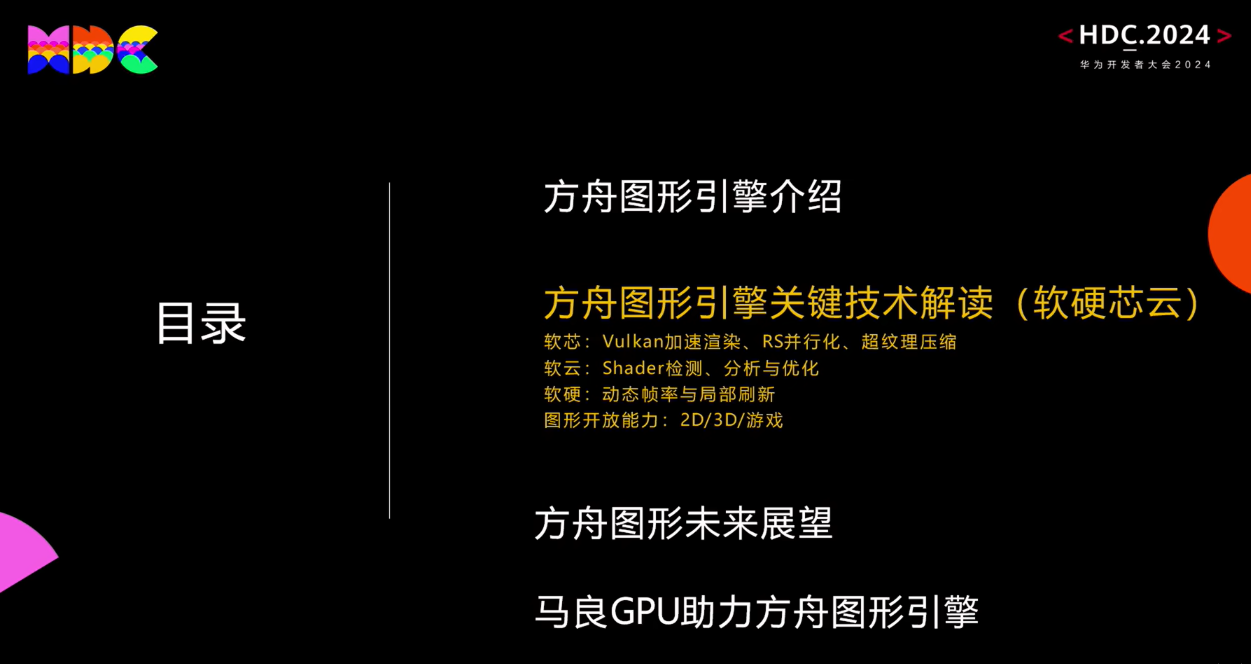 HDC
<HDC.2024>
华为开发者大会2024
目录
方舟图形引擎介绍
方舟图形引擎关键技术解读（软硬芯云）
软芯：Vulkan加速渲染、RS并行化、超纹理压缩
软云：Shader检测、分析与优化
软硬：动态帧率与局部刷新
图形开放能力：2D/3D/游戏
方舟图形未来展望
马良GPU助力方舟图形引擎